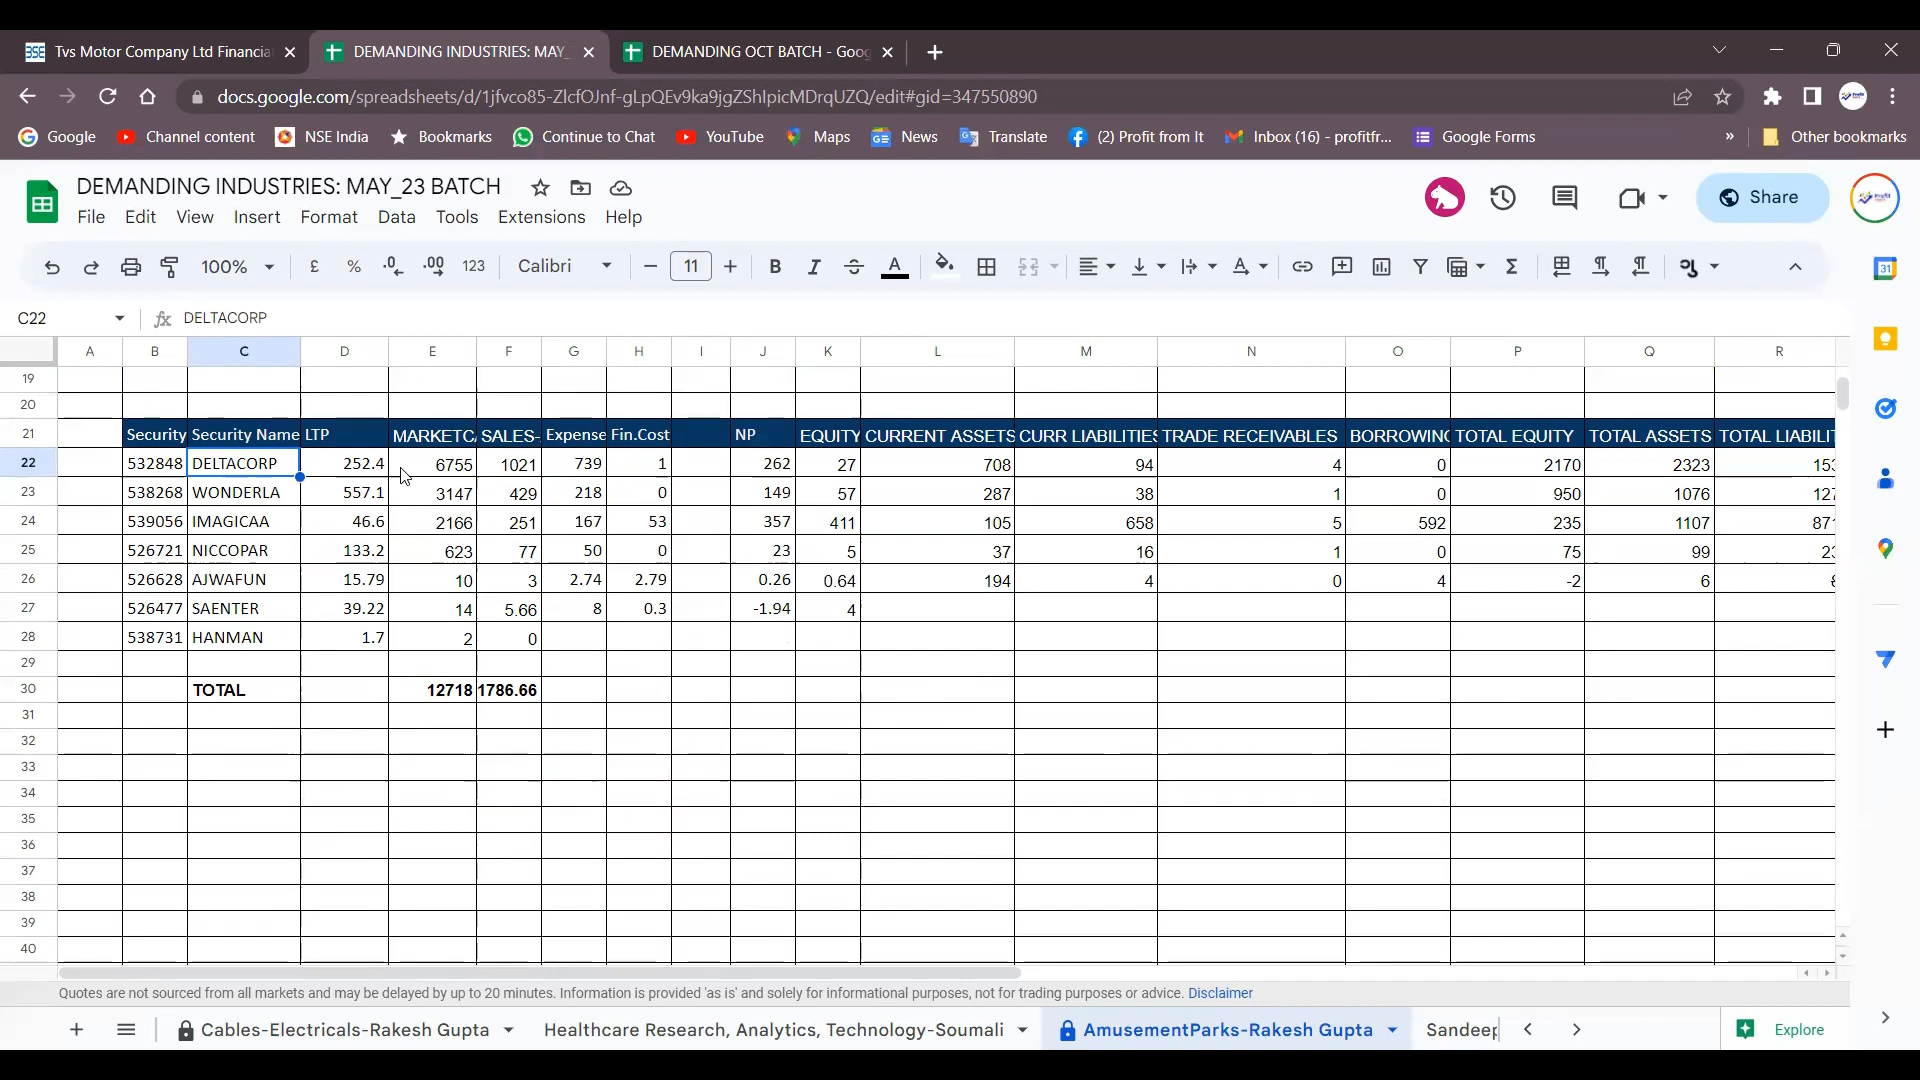 Tvs Motor Company Ltd Financia
DEMANDING INDUSTRIES: MAY_
DEMANDING OCT BATCH - Goog
docs.google.com/spreadsheets/d/1jfvco85-ZlcfOJnf-gLpQEv9ka9jgZShIpicMDrqUZQ/edit#gid=347550890
Google Channel content NSE India Bookmarks Continue to Chat YouTube Maps News Translate (2) Profit from It Inbox (16) - profitfr... Google Forms » Other bookmarks
DEMANDING INDUSTRIES: MAY_23 BATCH
File Edit View Insert Format Data Tools Extensions Help
Share
100% £ % .0 .00 123 Calibri 11 B I A
C22 fx DELTACORP
A B C D E F G H I J K L M N O P Q R
19
20
21 Security Security Name LTP MARKETCA SALES- Expense Fin.Cost NP EQUITY CURRENT ASSETS CURR LIABILITIES TRADE RECEIVABLES BORROWING TOTAL EQUITY TOTAL ASSETS TOTAL LIABILIT
22 532848 DELTACORP 252.4 6755 1021 739 1 262 27 708 94 4 0 2170 2323 153
23 538268 WONDERLA 557.1 3147 429 218 0 149 57 287 38 1 0 950 1076 127
24 539056 IMAGICAA 46.6 2166 251 167 53 357 411 105 658 5 592 235 1107 871
25 526721 NICCOPAR 133.2 623 77 50 0 23 5 37 16 1 0 75 99 23
26 526628 AJWAFUN 15.79 10 3 2.74 2.79 0.26 0.64 194 4 0 4 -2 6 8
27 526477 SAENTER 39.22 14 5.66 8 0.3 -1.94 4
28 538731 HANMAN 1.7 2 0
29
30 TOTAL 12718 1786.66
31
32
33
34
35
36
37
38
39
40
Quotes are not sourced from all markets and may be delayed by up to 20 minutes. Information is provided 'as is' and solely for informational purposes, not for trading purposes or advice. Disclaimer
Cables-Electricals-Rakesh Gupta Healthcare Research, Analytics, Technology-Soumali AmusementParks-Rakesh Gupta Sandeep Explore